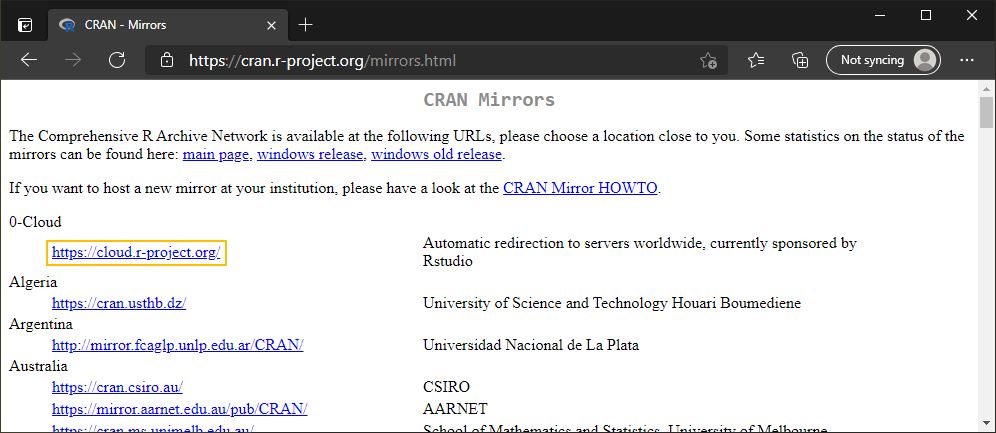 CRAN - Mirrors
https://cran.r-project.org/mirrors.html
Not syncing
CRAN Mirrors
The Comprehensive R Archive Network is available at the following URLs, please choose a location close to you. Some statistics on the status of the
mirrors can be found here: main page, windows release, windows old release.
If you want to host a new mirror at your institution, please have a look at the CRAN Mirror HOWTO.
0-Cloud
https://cloud.r-project.org/
Automatic redirection to servers worldwide, currently sponsored by
Rstudio
Algeria
https://cran.usthb.dz/ University of Science and Technology Houari Boumediene
Argentina
http://mirror.fcaglp.unlp.edu.ar/CRAN/ Universidad Nacional de La Plata
Australia
https://cran.csiro.au/ CSIRO
https://mirror.aarnet.edu.au/pub/CRAN/ AARNET
https://cran.ms.unimelb.edu.au/ School of Mathematics and Statistics, University of Melbourne